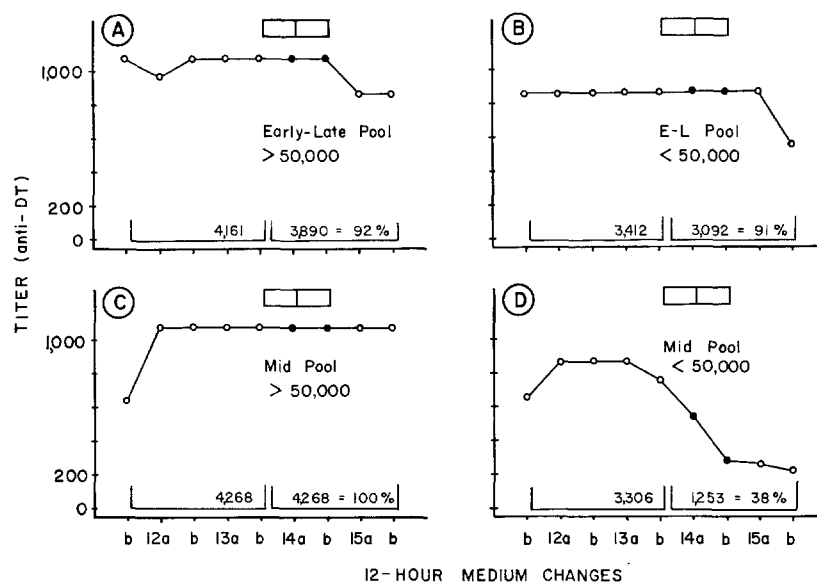 A
1,000
Early-Late Pool
> 50,000
200
0
4,161
3,890 = 92 %
B
E-L Pool
< 50,000
3,412
3,092 = 91 %
TITER (anti-DT)
C
1,000
Mid Pool
> 50,000
200
0
4,268
4,268 = 100 %
b 12a b 13a b 14a b 15a b
D
Mid Pool
< 50,000
3,306
1,253 = 38 %
b 12a b 13a b 14a b 15a b
12-HOUR MEDIUM CHANGES